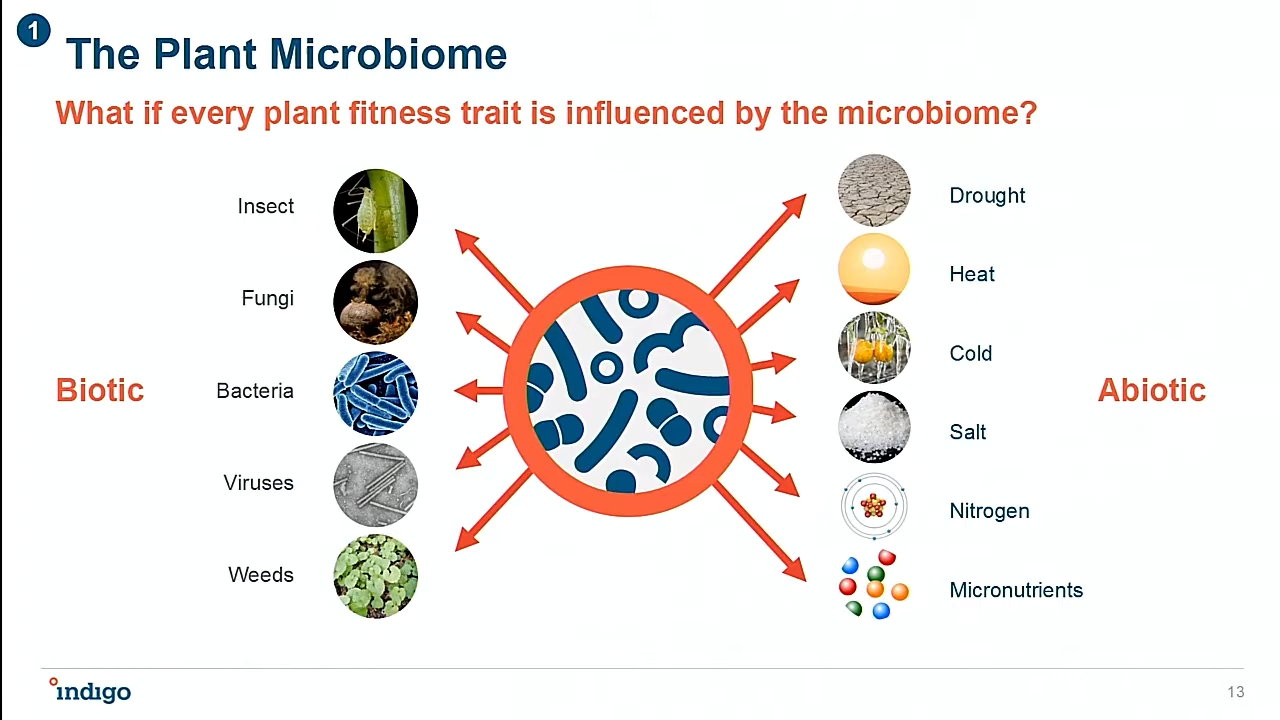 1
The Plant Microbiome
What if every plant fitness trait is influenced by the microbiome?
Biotic
Insect
Fungi
Bacteria
Viruses
Weeds
Drought
Heat
Cold
Salt
Nitrogen
Micronutrients
Abiotic
indigo
13